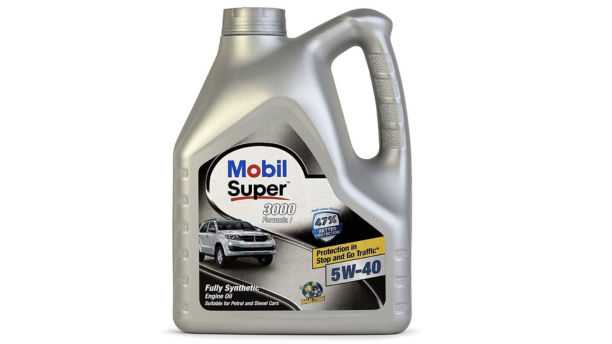 Mobil
Super™
3000
Formula 1
47%
BETTER
PROTECTION
Protection in
Stop and Go Traffic*
5W-40
Fully Synthetic
Engine Oil
Suitable for Petrol and Diesel Cars